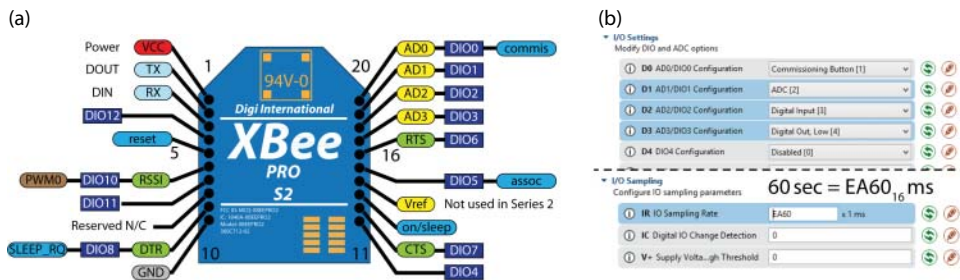 (a)
Power VCC
DOUT TX
DIN RX
DIO12
reset
PWM0 DIO10 RSSI
DIO11
Reserved N/C
SLEEP_RQ DIO8 DTR
GND
1
5
10
94V-0
Digi International
XBee
PRO
S2
20
16
11
AD0 DIO0 commis
AD1 DIO1
AD2 DIO2
AD3 DIO3
RTS DIO6
DIO5 assoc
Vref Not used in Series 2
on/sleep
CTS DIO7
DIO4
(b)
I/O Settings
Modify DIO and ADC options
D0 AD0/DIO0 Configuration Commissioning Button [1]
D1 AD1/DIO1 Configuration ADC [2]
D2 AD2/DIO2 Configuration Digital Input [3]
D3 AD3/DIO3 Configuration Digital Out, Low [4]
D4 DIO4 Configuration Disabled [0]
I/O Sampling
Configure IO sampling parameters
60 sec = EA60₁₆ ms
IR IO Sampling Rate EA60 x 1 ms
IC Digital IO Change Detection 0
V+ Supply Volta...gh Threshold 0